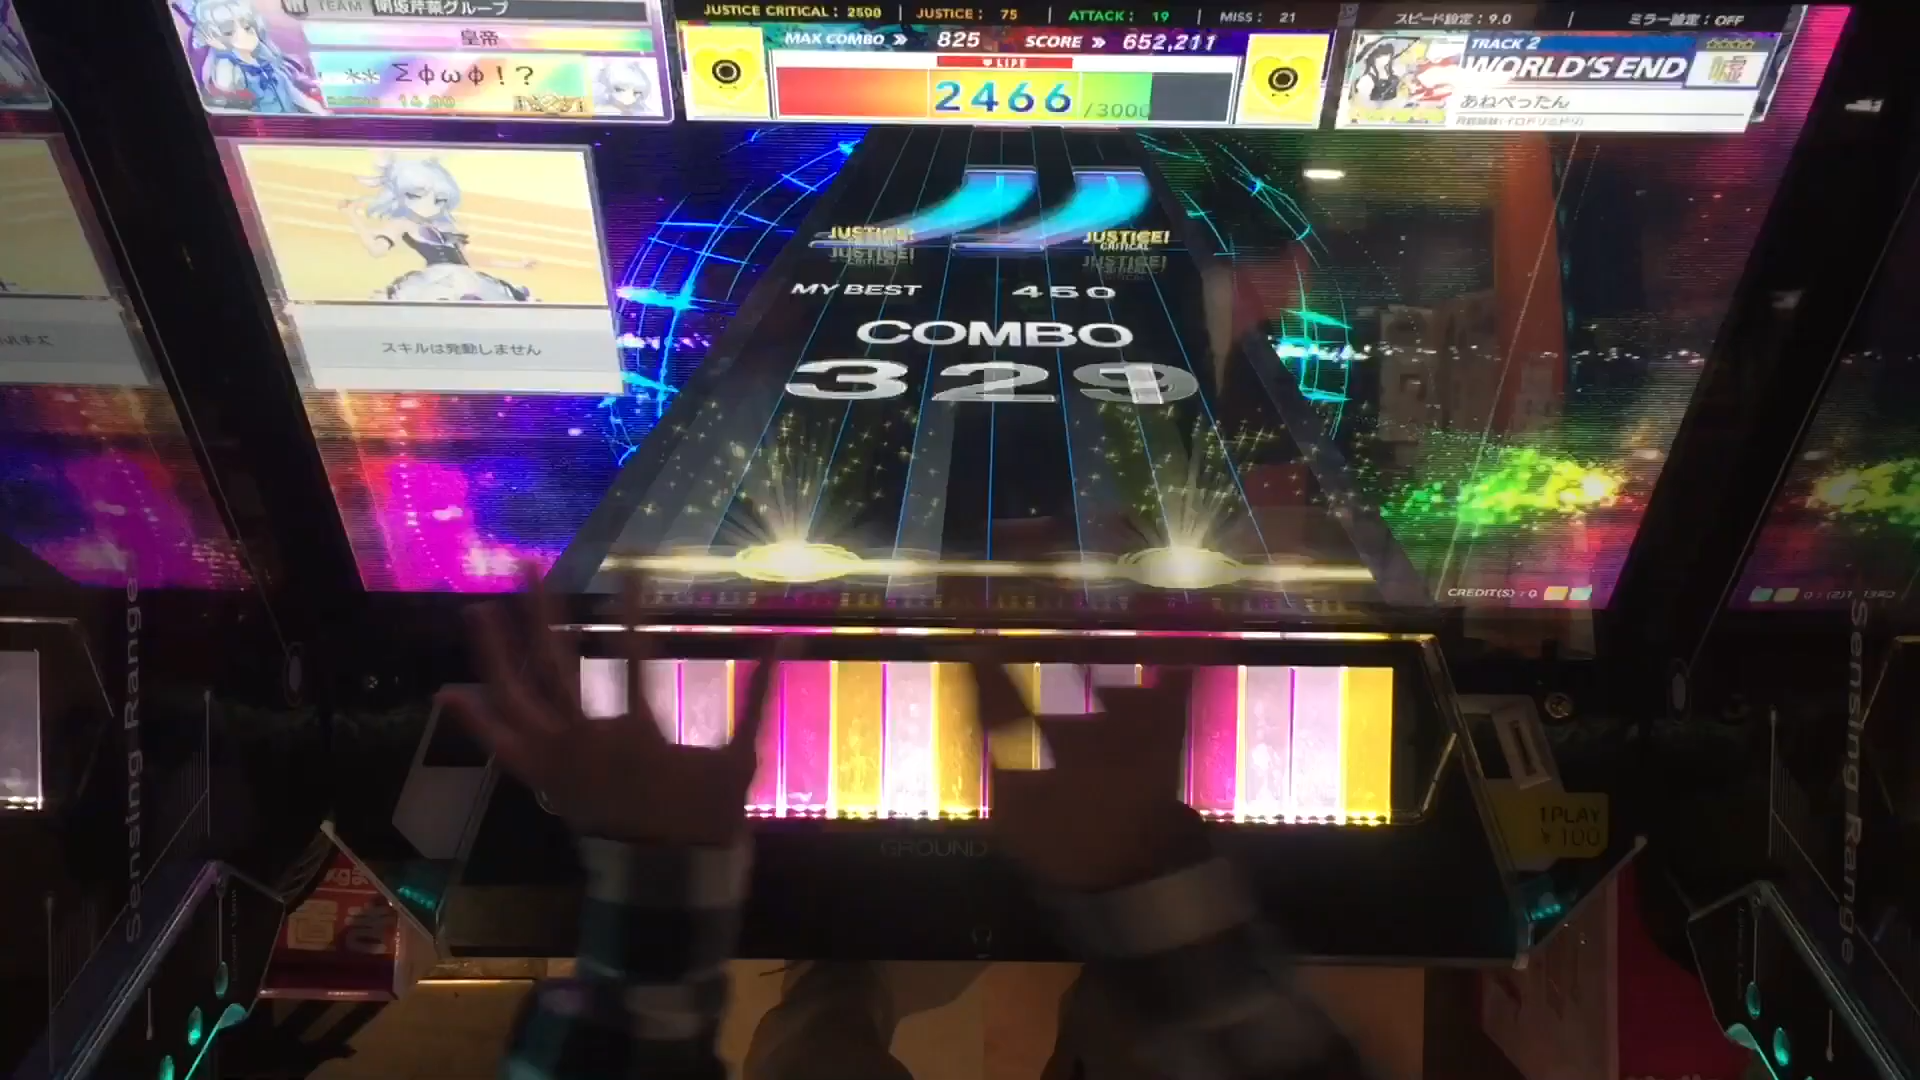 JUSTICE CRITICAL : 2500 | JUSTICE : 75 | ATTACK : 19 | MISS : 21
スピード設定 : 9.0 | ミラー設定 : OFF
TEAM
皇帝
MAX COMBO 825 SCORE 652,211
TRACK 2
WORLD'S END
嘘
** Σφωφ!?
LIFE
2466 /3000
あねぺったん
JUSTICE! CRITICAL
JUSTICE! CRITICAL
MY BEST 450
COMBO
329
スキルは発動しません
CREDIT(S) : 0
Sensing Range
Sensing Range
1PLAY
¥100
GROUND